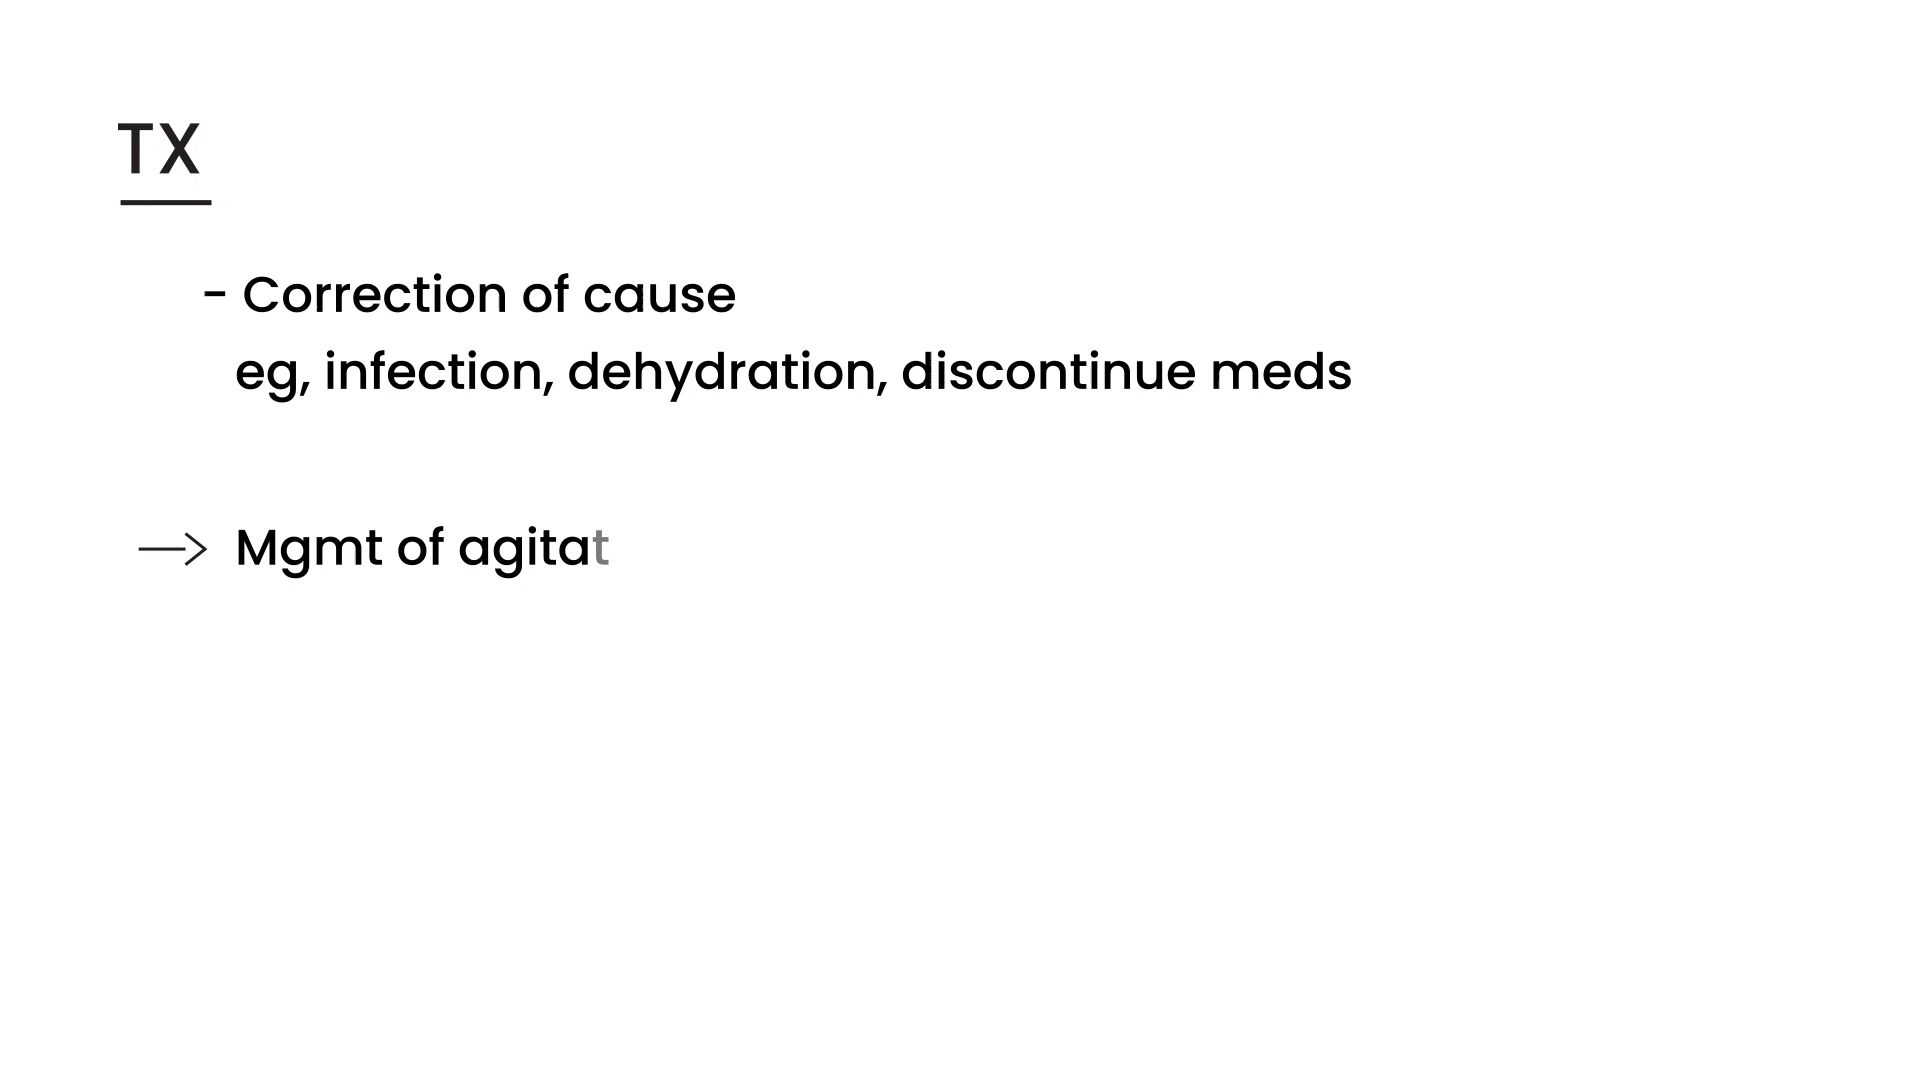 TX
- Correction of cause
eg, infection, dehydration, discontinue meds
→ Mgmt of agitat